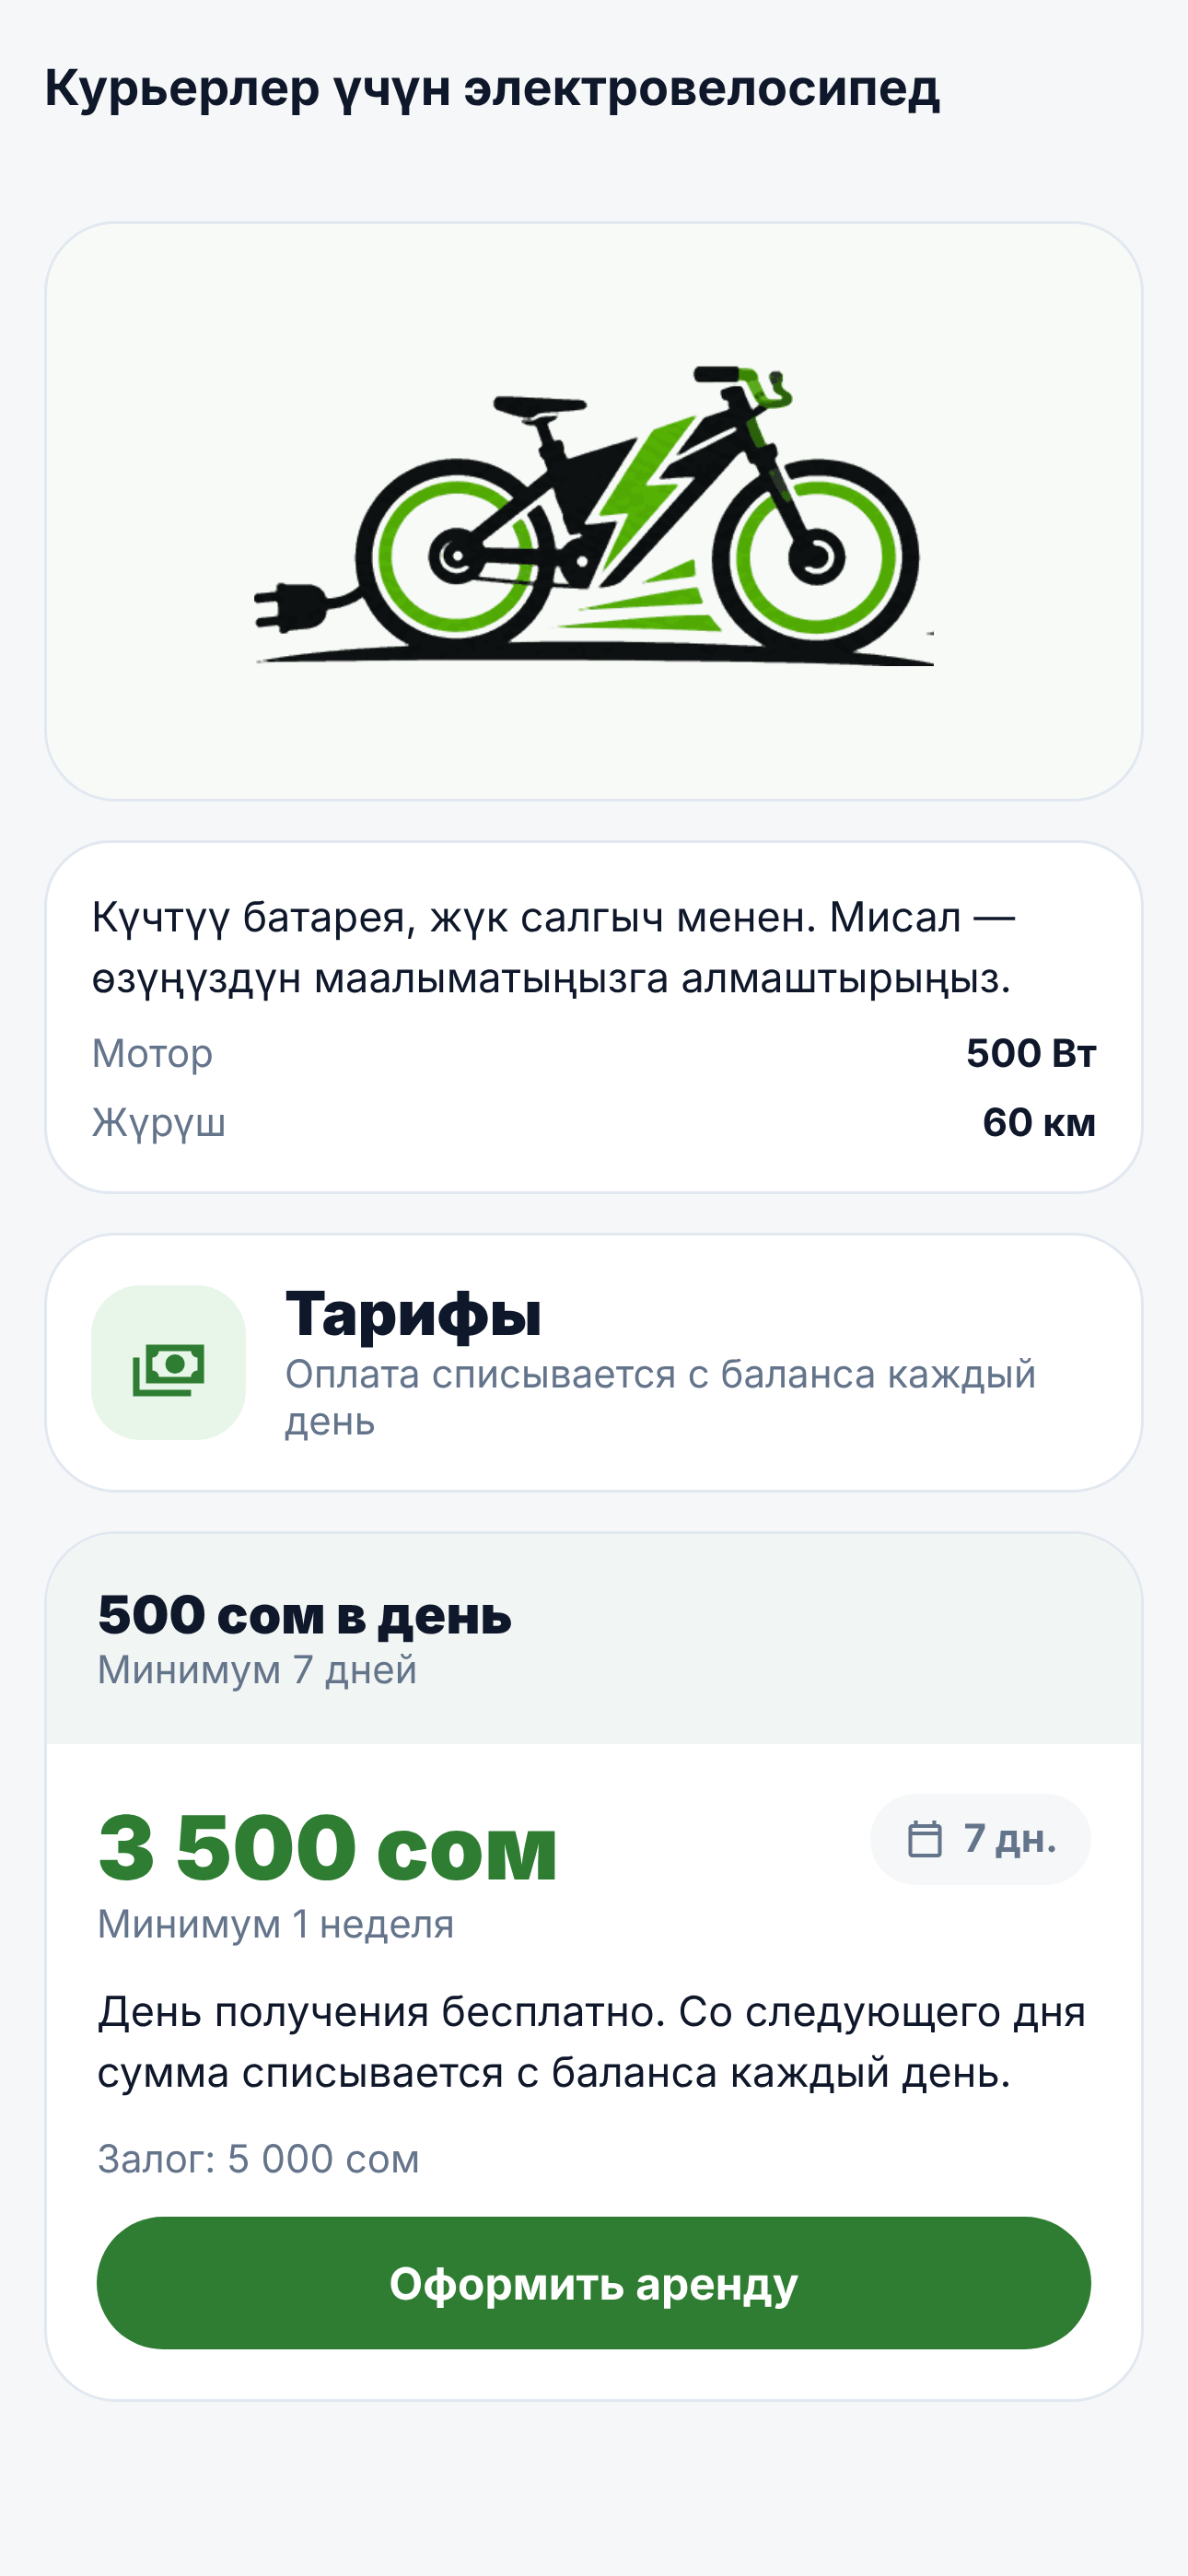 Курьерлер үчүн электровелосипед
Күчтүү батарея, жүк салгыч менен. Мисал —
өзүңүздүн маалыматыңызга алмаштырыңыз.
Мотор 500 Вт
Жүрүш 60 км
Тарифы
Оплата списывается с баланса каждый
день
500 сом в день
Минимум 7 дней
3 500 сом
7 дн.
Минимум 1 неделя
День получения бесплатно. Со следующего дня
сумма списывается с баланса каждый день.
Залог: 5 000 сом
Оформить аренду